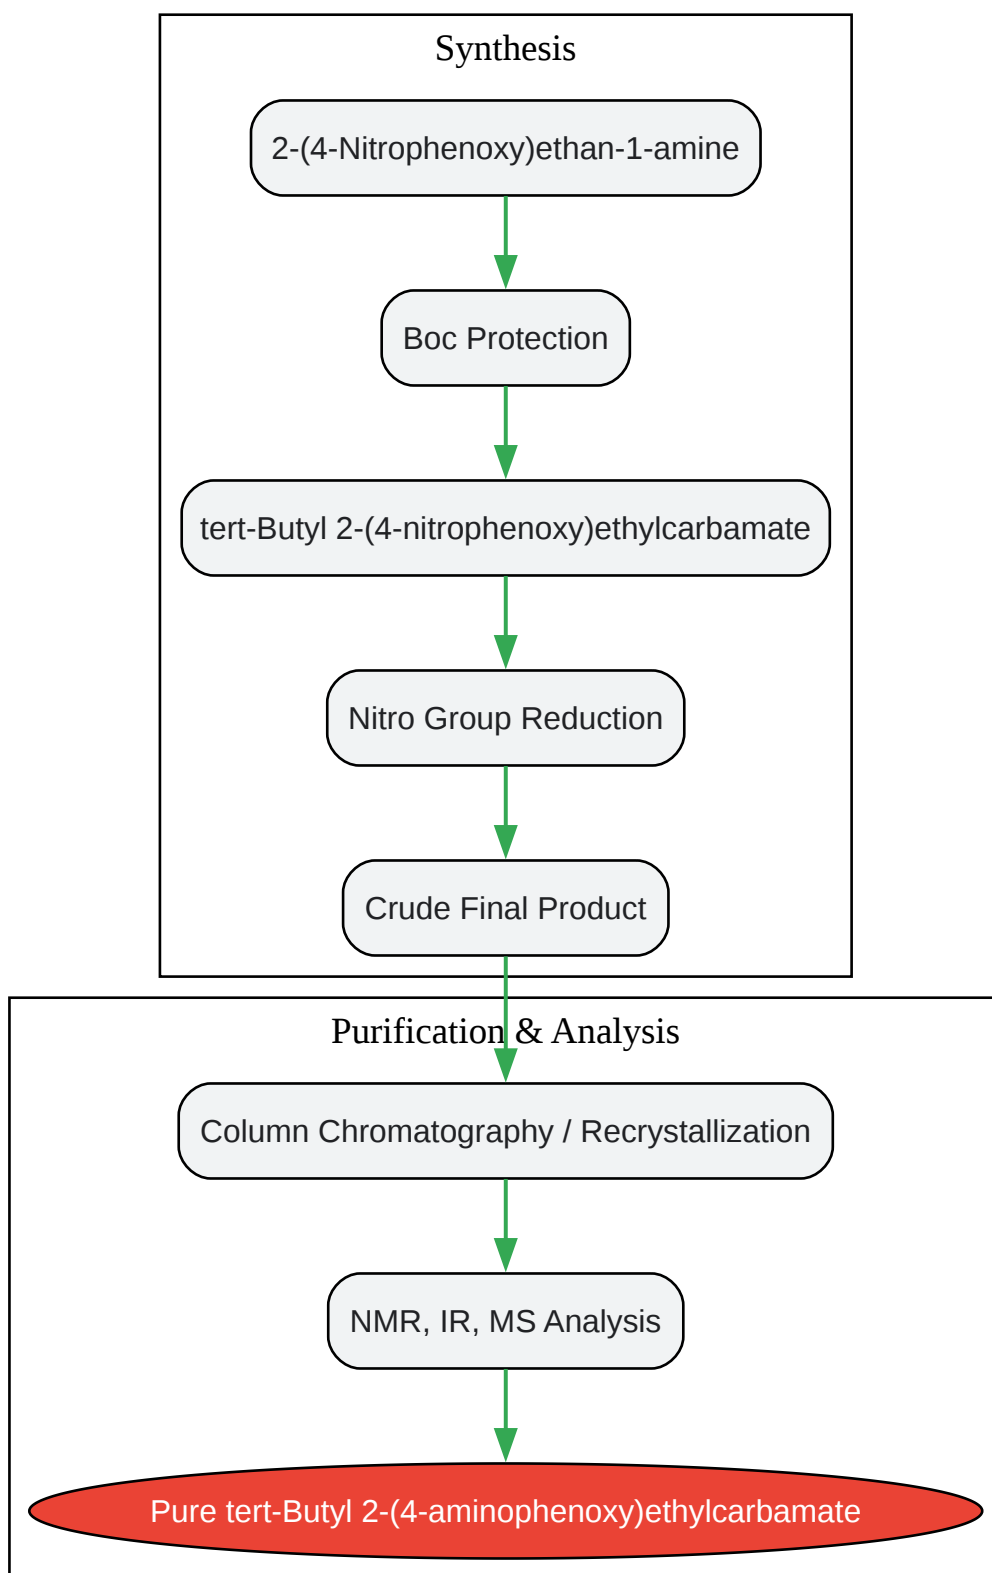 Synthesis
2-(4-Nitrophenoxy)ethan-1-amine
Boc Protection
tert-Butyl 2-(4-nitrophenoxy)ethylcarbamate
Nitro Group Reduction
Crude Final Product
Purification & Analysis
Column Chromatography / Recrystallization
NMR, IR, MS Analysis
Pure tert-Butyl 2-(4-aminophenoxy)ethylcarbamate